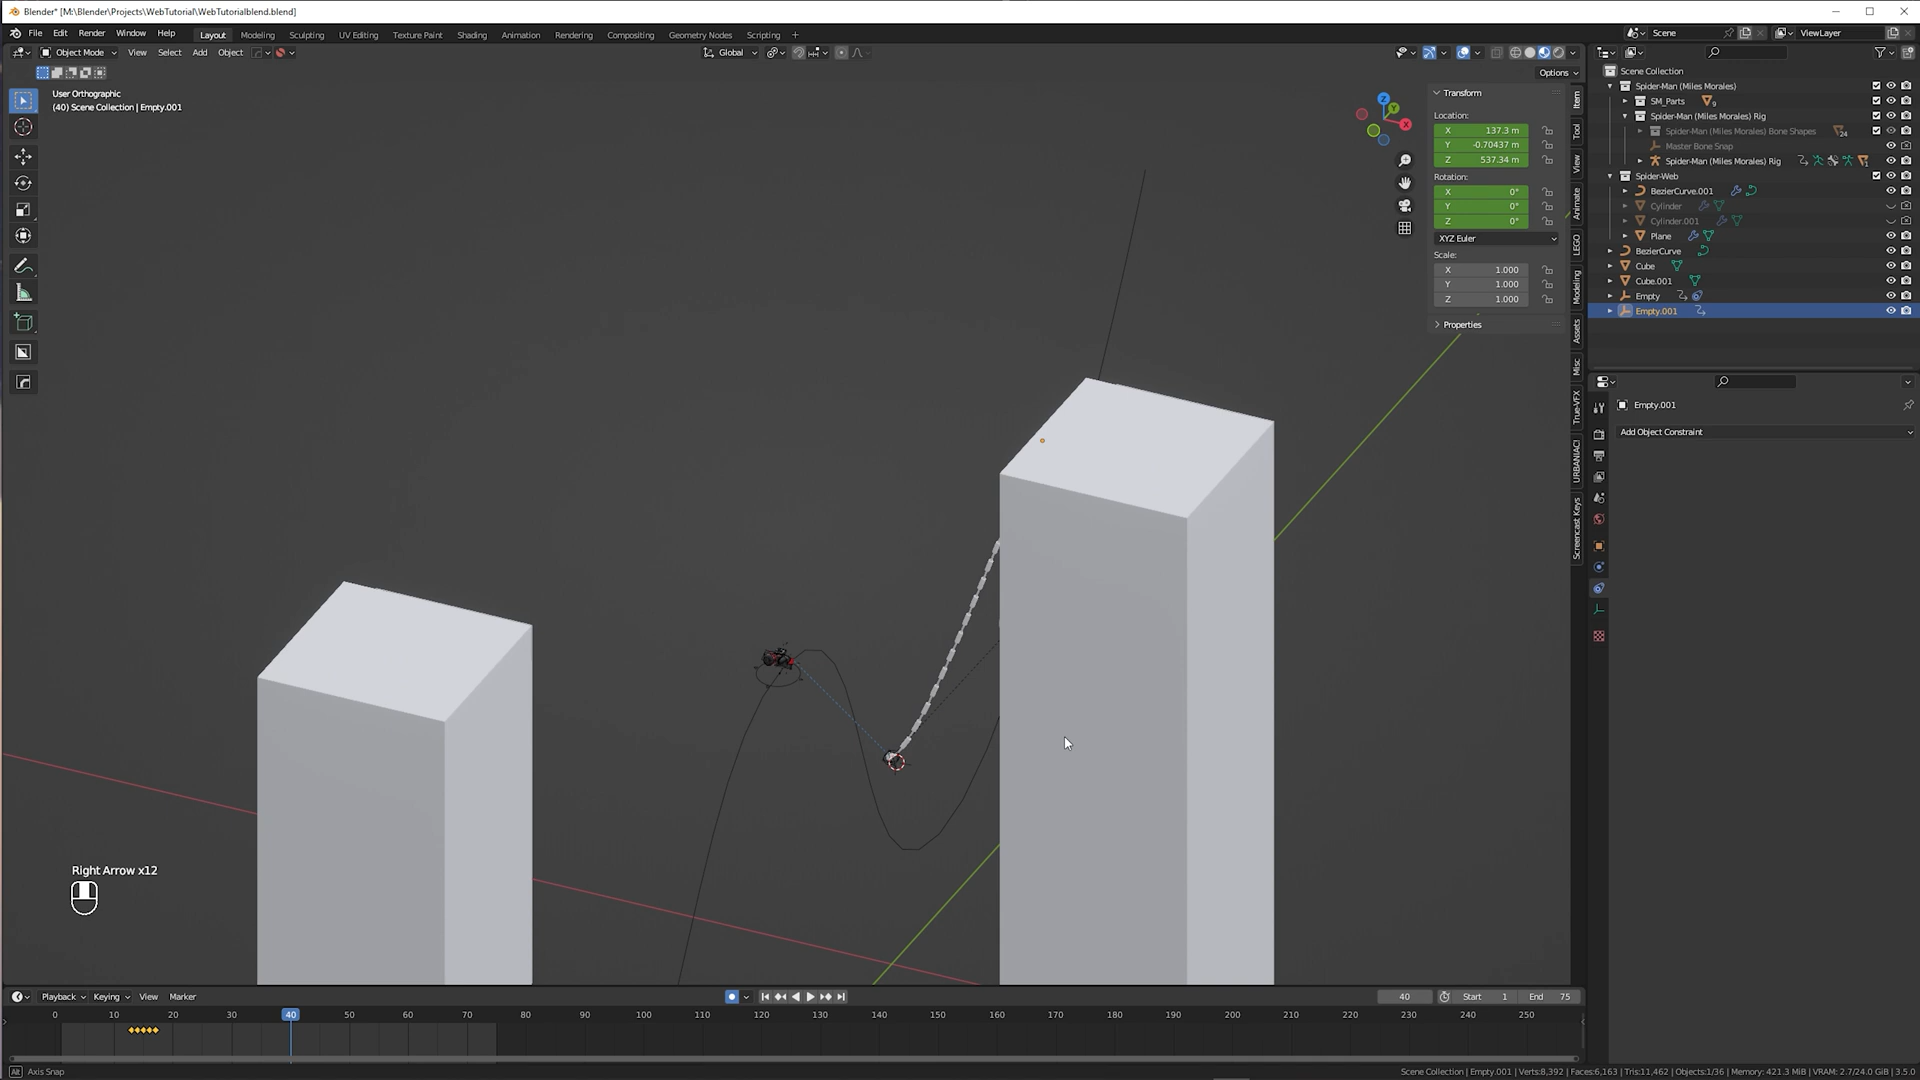 Blender* [M:\Blender\Projects\WebTutorial\WebTutorialblend.blend]
File Edit Render Window Help Layout Modeling Sculpting UV Editing Texture Paint Shading Animation Rendering Compositing Geometry Nodes Scripting + Scene ViewLayer
Object Mode View Select Add Object Global
Options
User Orthographic
(40) Scene Collection | Empty.001
Z
Y
X
Transform
Location:
X 137.3 m
Y -0.70437 m
Z 537.34 m
Rotation:
X 0°
Y 0°
Z 0°
XYZ Euler
Scale:
X 1.000
Y 1.000
Z 1.000
Properties
Item
Tool
View
Animate
LEGO
Modeling
Assets
Misc
True-VFX
URBANIAC!
Screencast Keys
Scene Collection
Spider-Man (Miles Morales)
SM_Parts 9
Spider-Man (Miles Morales) Rig
Spider-Man (Miles Morales) Bone Shapes 24
Master Bone Snap
Spider-Man (Miles Morales) Rig
Spider-Web
BezierCurve.001
Cylinder
Cylinder.001
Plane
BezierCurve
Cube
Cube.001
Empty
Empty.001
Empty.001
Add Object Constraint
Right Arrow x12
Playback Keying View Marker 40 Start 1 End 75
0 10 20 30 40 50 60 70 80 90 100 110 120 130 140 150 160 170 180 190 200 210 220 230 240 250
Alt Axis Snap
Scene Collection | Empty.001 | Verts:8,392 | Faces:6,163 | Tris:11,462 | Objects:1/36 | Memory: 421.3 MiB | VRAM: 2.7/24.0 GiB | 3.5.0